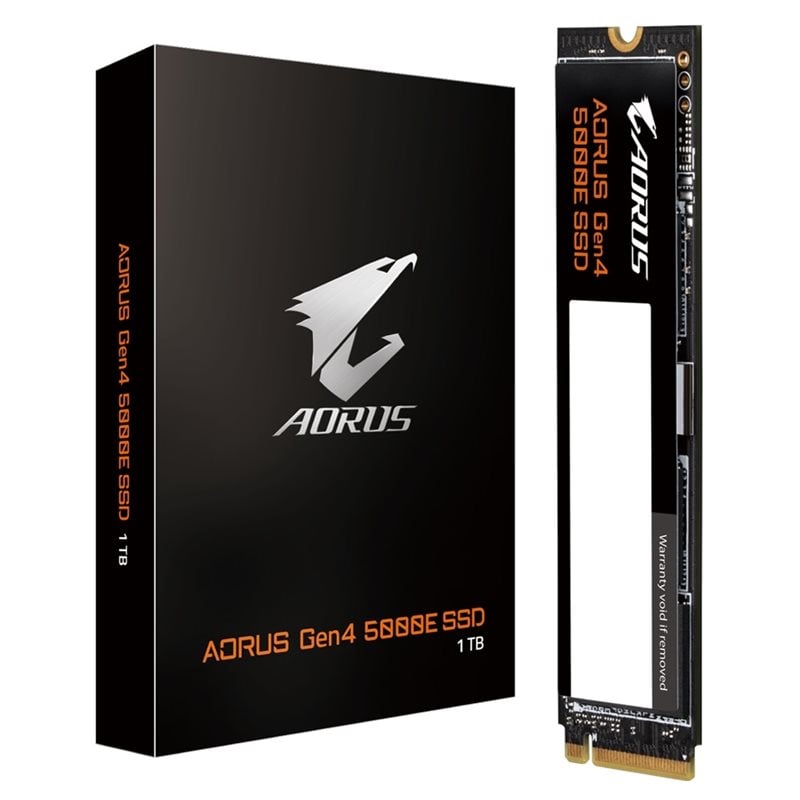 AORUS Gen4 5000E SSD 1 TB
AORUS
AORUS Gen4 5000E SSD
1 TB
AORUS
AORUS Gen4
5000E SSD
Warranty void if removed